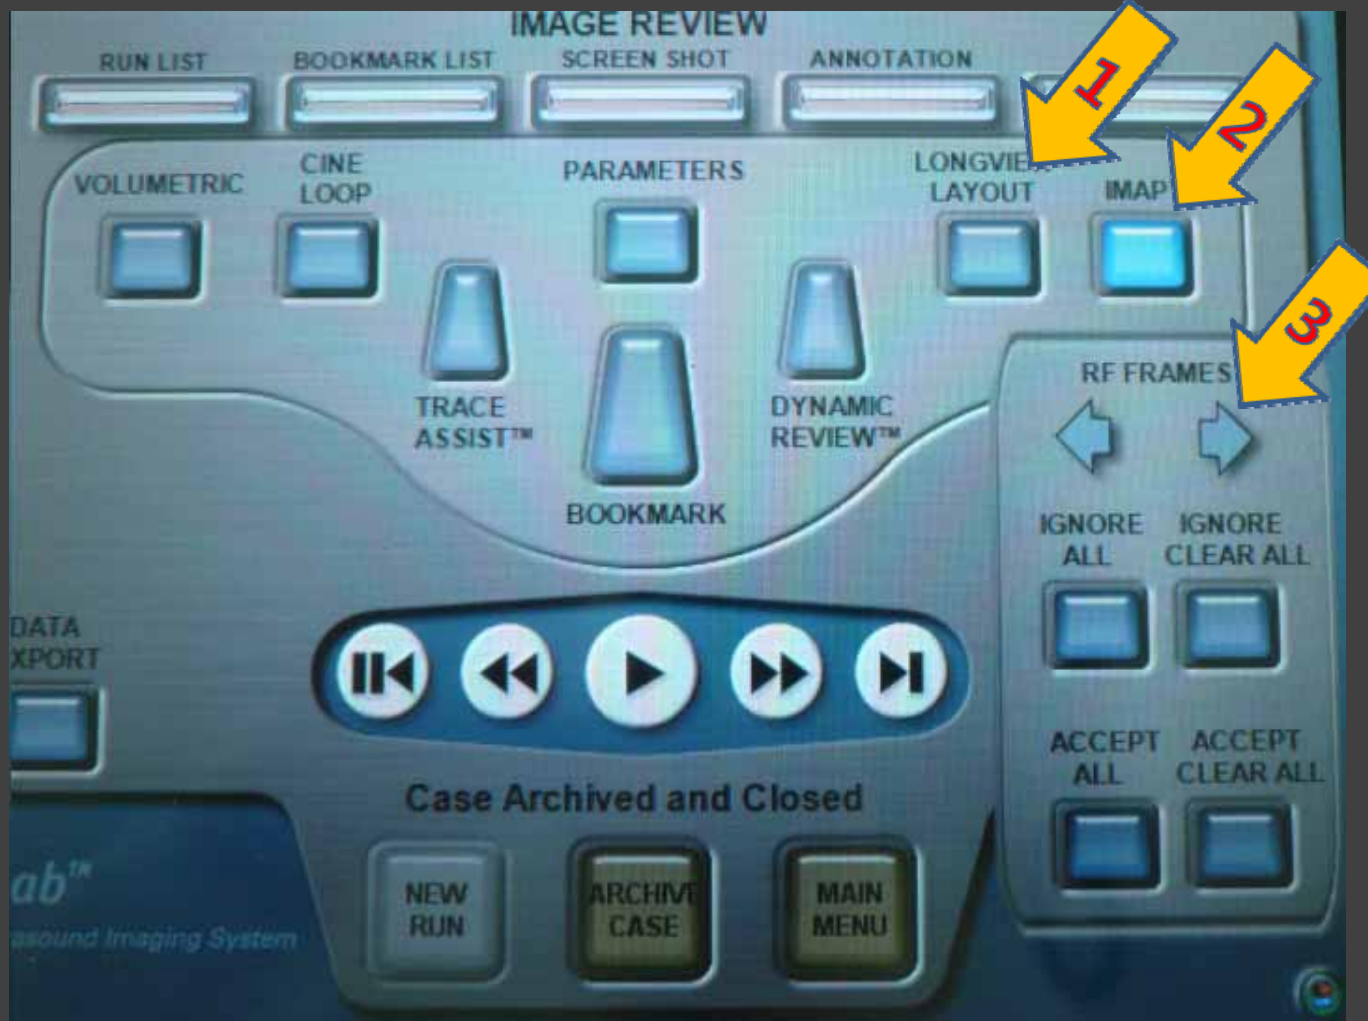 IMAGE REVIEW
RUN LIST
BOOKMARK LIST
SCREEN SHOT
ANNOTATION
1
2
VOLUMETRIC
CINE
LOOP
PARAMETERS
LAYOUT
IMAP
3
TRACE
ASSIST™
DYNAMIC
REVIEW™
BOOKMARK
RF FRAMES
IGNORE
ALL
IGNORE
CLEAR ALL
DATA
XPORT
ACCEPT
ALL
ACCEPT
CLEAR ALL
Case Archived and Closed
NEW
RUN
ARCHIVE
CASE
MAIN
MENU
ab™
asound Imaging System